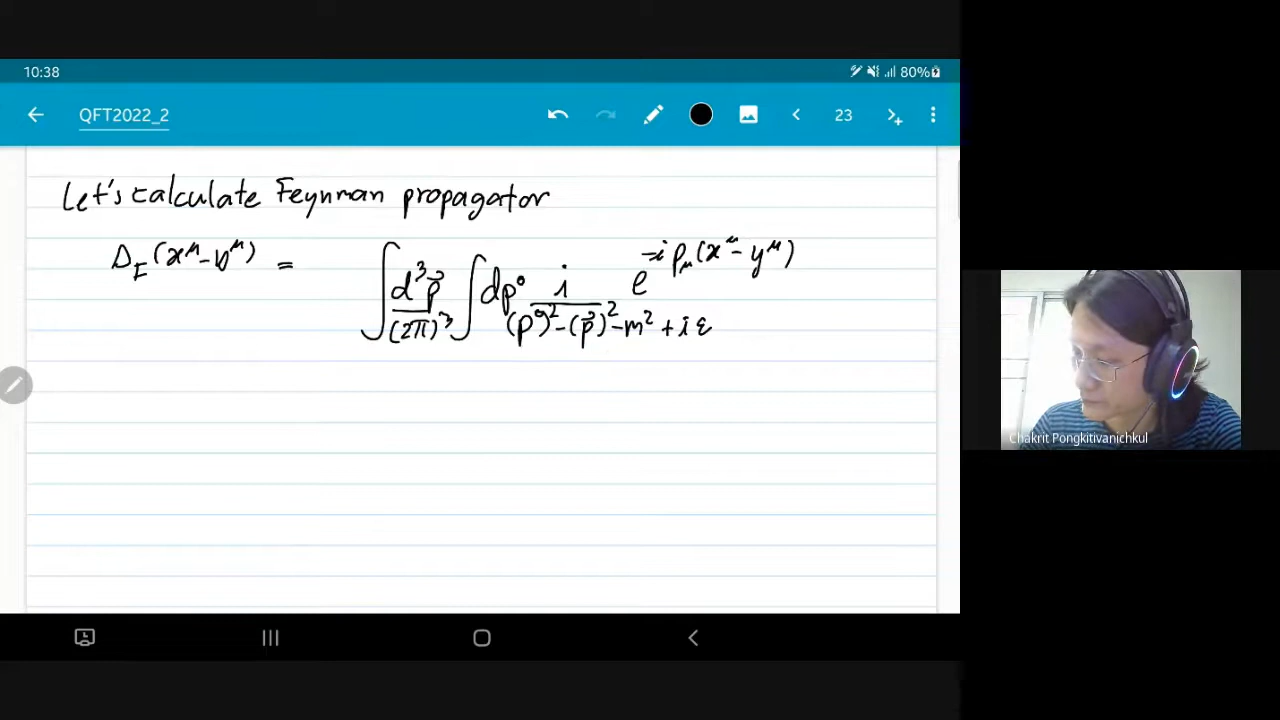 10:38
80%
QFT2022_2
23
Let's calculate Feynman propagator
Δ_F(x^μ-y^μ) = ∫ d³p⃗/(2π)³ ∫ dp⁰ i/((p⁰)²-(p⃗)²-m²+iε) e^{-ip_μ(x^μ-y^μ)}
Chakrit Pongkitivanichkul